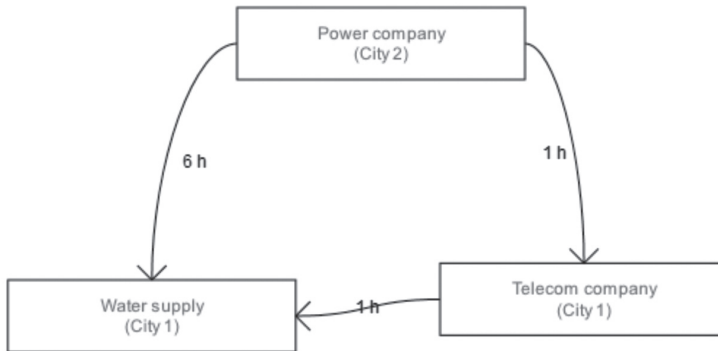 Power company
(City 2)
6 h
1 h
Water supply
(City 1)
1 h
Telecom company
(City 1)